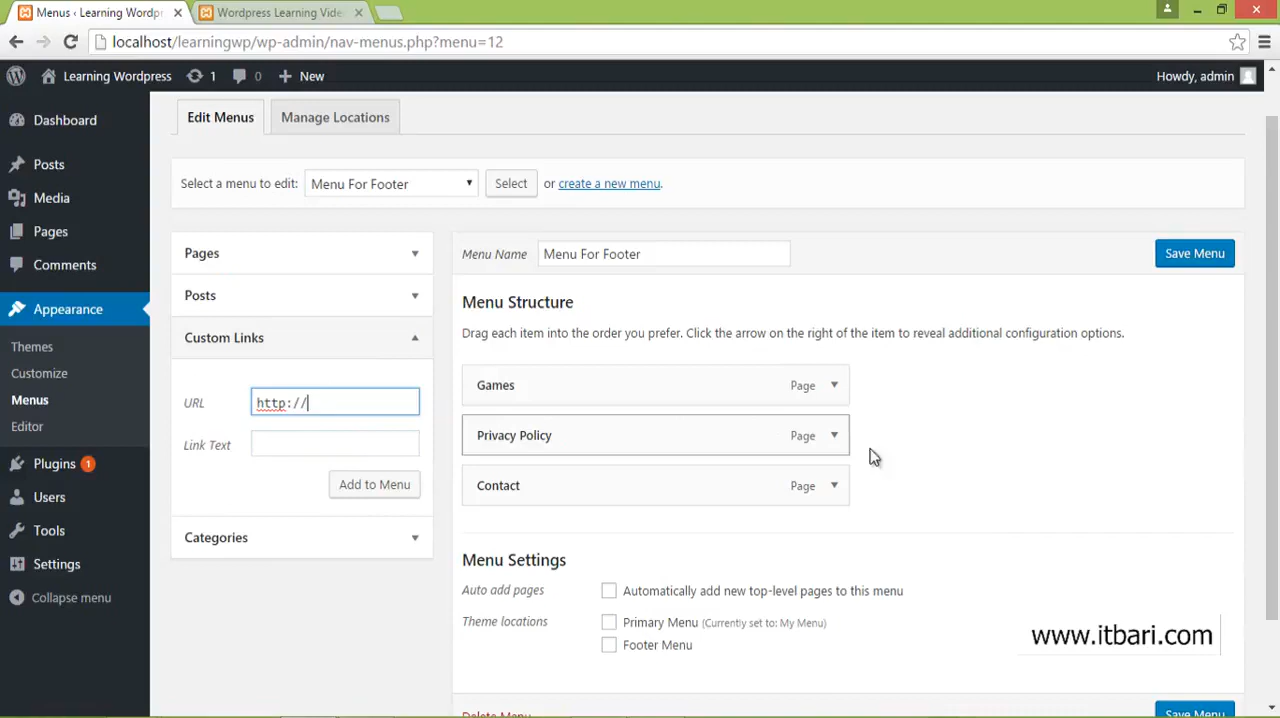 Menus ‹ Learning Wordpr
Wordpress Learning Vide
localhost/learningwp/wp-admin/nav-menus.php?menu=12
Learning Wordpress
1
0
New
Howdy, admin
Dashboard
Posts
Media
Pages
Comments
Appearance
Themes
Customize
Menus
Editor
Plugins 1
Users
Tools
Settings
Collapse menu
Edit Menus
Manage Locations
Select a menu to edit: Menu For Footer Select or create a new menu.
Pages
Posts
Custom Links
URL http://
Link Text
Add to Menu
Categories
Menu Name Menu For Footer
Save Menu
Menu Structure
Drag each item into the order you prefer. Click the arrow on the right of the item to reveal additional configuration options.
Games Page
Privacy Policy Page
Contact Page
Menu Settings
Auto add pages Automatically add new top-level pages to this menu
Theme locations Primary Menu (Currently set to: My Menu)
Footer Menu
www.itbari.com
Delete Menu
Save Menu